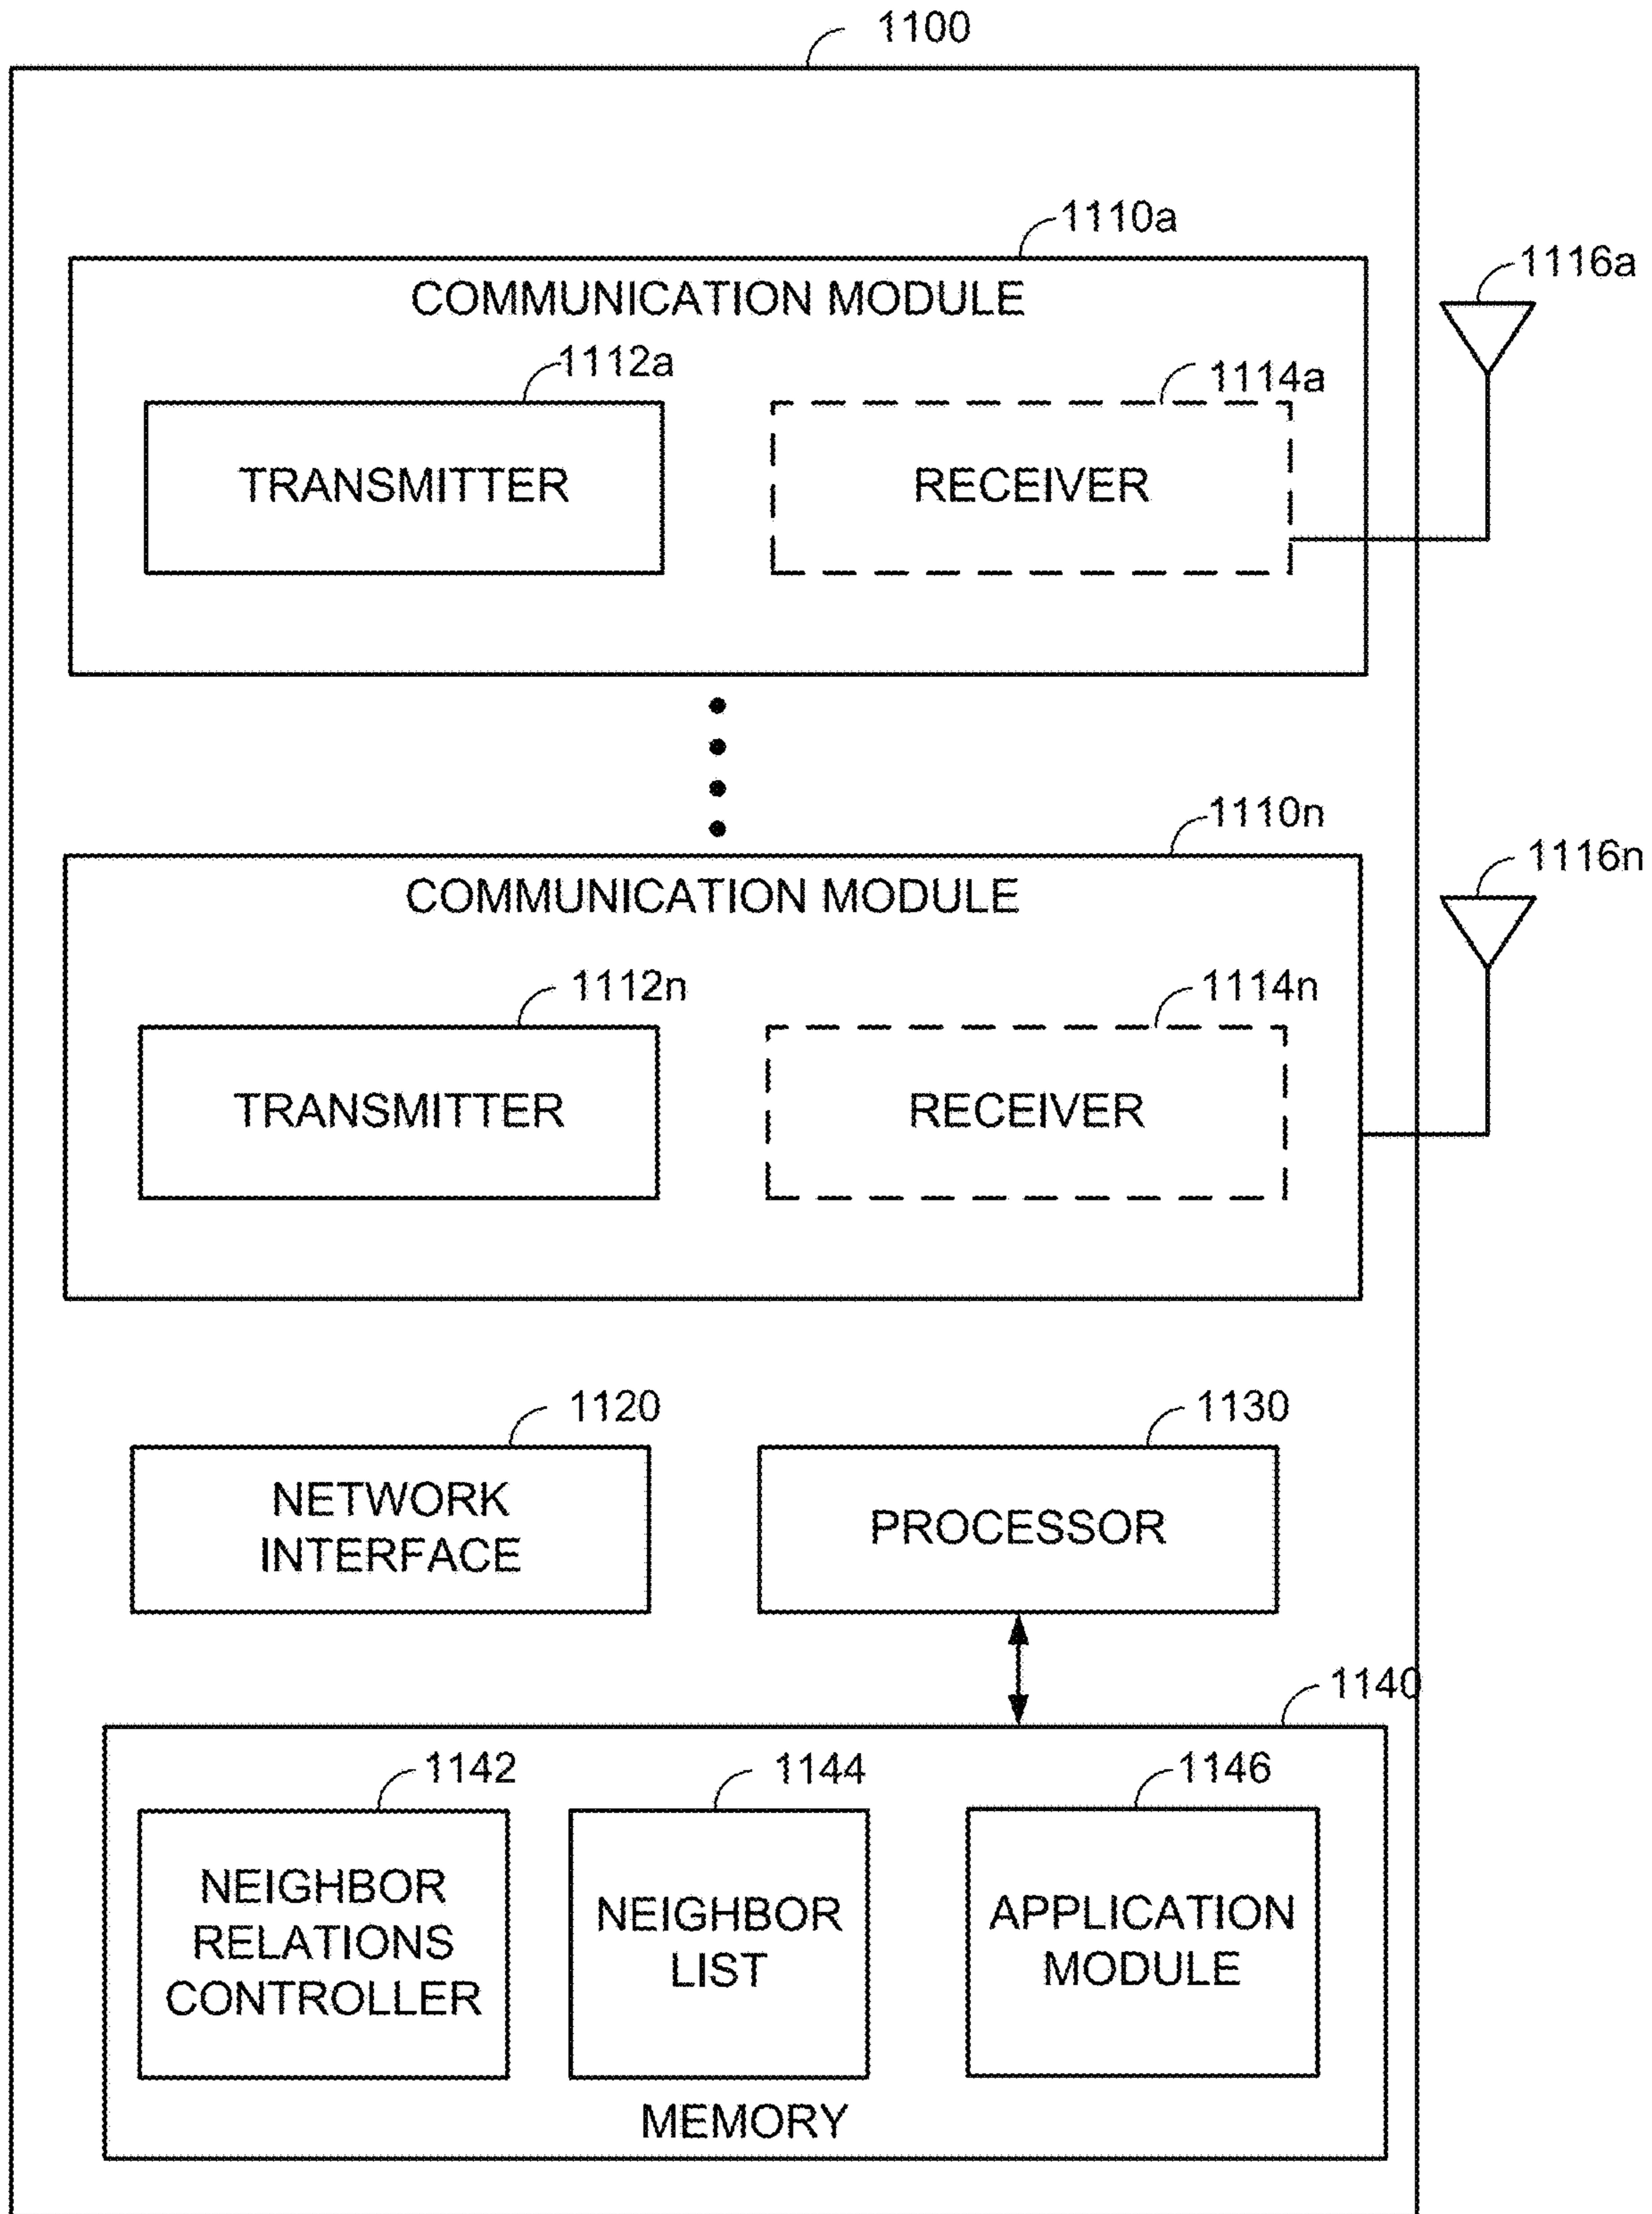 1100
1110a
1116a
COMMUNICATION MODULE
1112a
1114a
TRANSMITTER
RECEIVER
1110n
1116n
COMMUNICATION MODULE
1112n
1114n
TRANSMITTER
RECEIVER
1120
1130
NETWORK
INTERFACE
PROCESSOR
1140
1142
1144
1146
NEIGHBOR
RELATIONS
CONTROLLER
NEIGHBOR
LIST
APPLICATION
MODULE
MEMORY